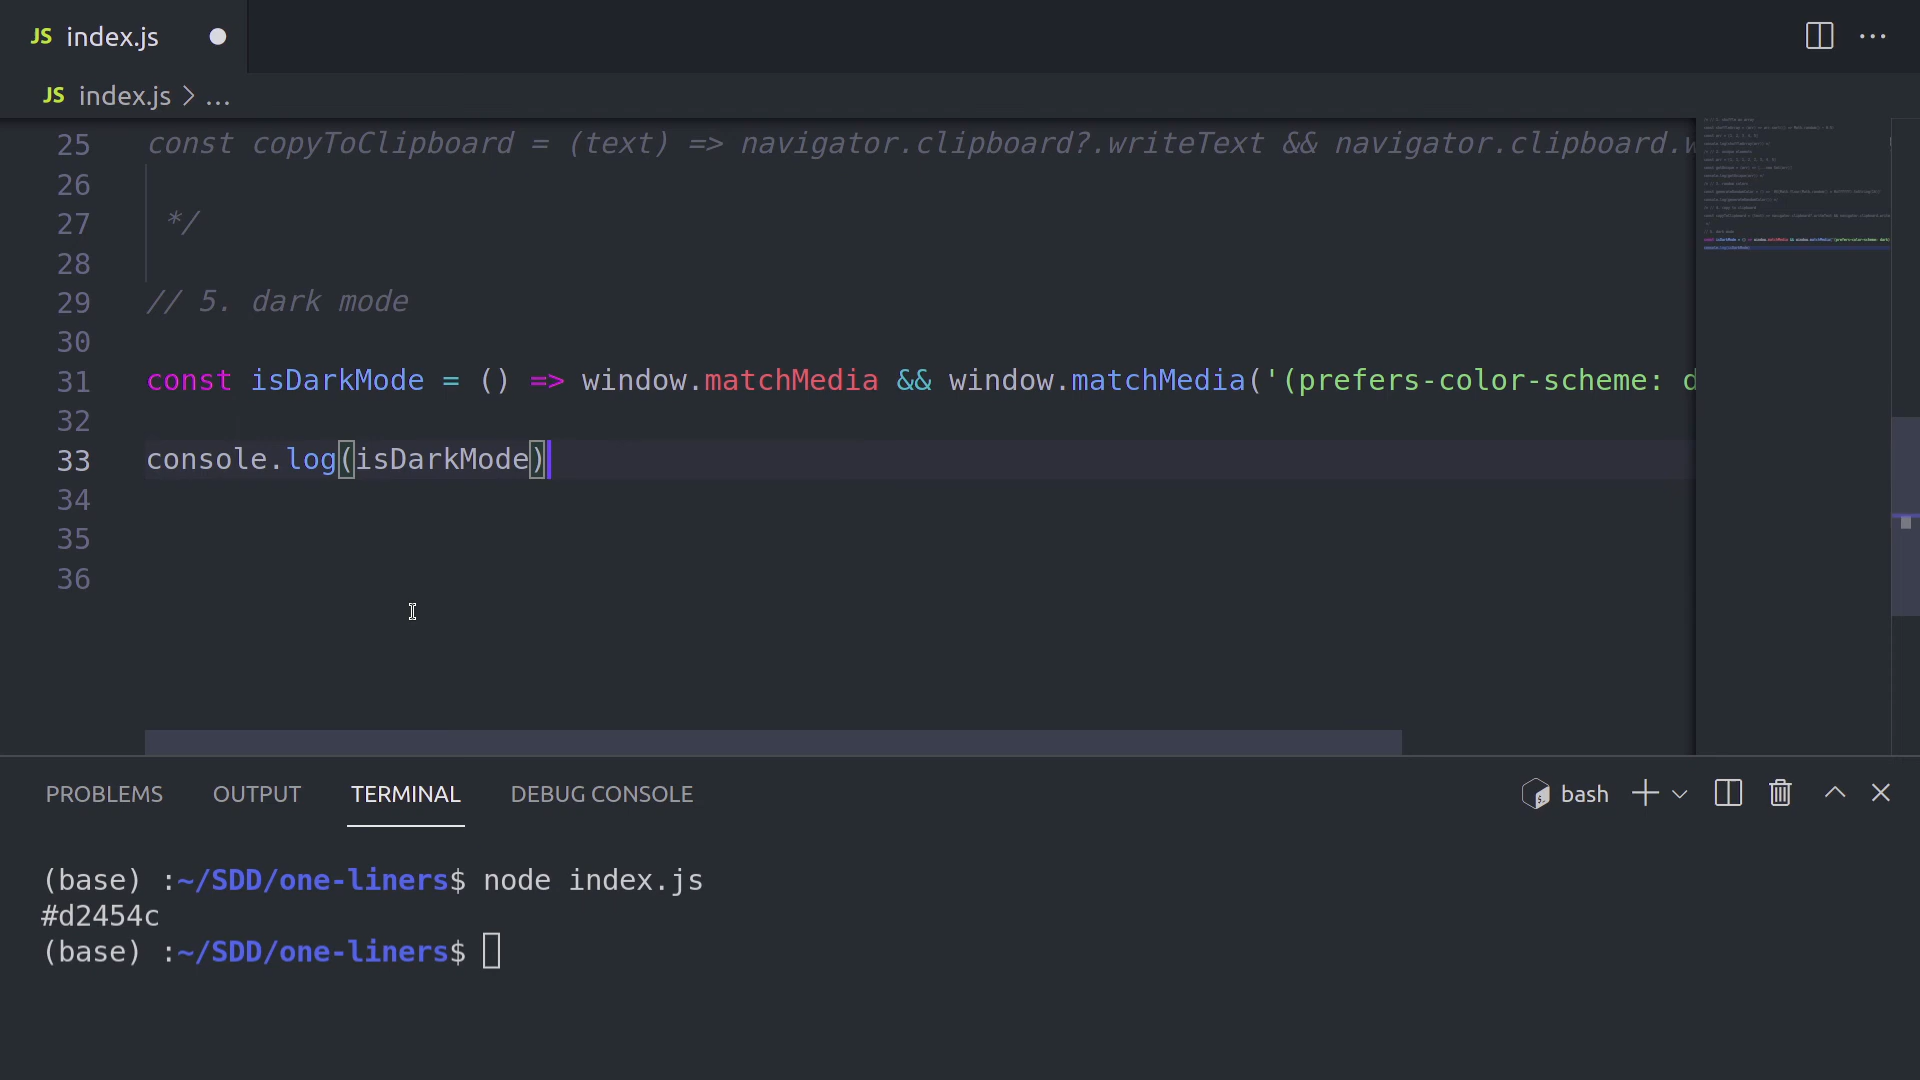 JS index.js
JS index.js > ...
25 const copyToClipboard = (text) => navigator.clipboard?.writeText && navigator.clipboard.w
26
27 */
28
29 // 5. dark mode
30
31 const isDarkMode = () => window.matchMedia && window.matchMedia('(prefers-color-scheme: d
32
33 console.log(isDarkMode)
34
35
36
PROBLEMS OUTPUT TERMINAL DEBUG CONSOLE bash
(base) :~/SDD/one-liners$ node index.js
#d2454c
(base) :~/SDD/one-liners$